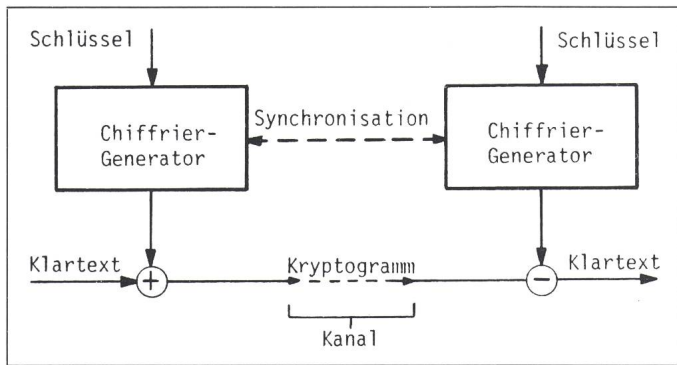 Schlüssel
Schlüssel
Chiffrier-
Generator
Synchronisation
Chiffrier-
Generator
Klartext
+
Kryptogramm
-
Klartext
Kanal